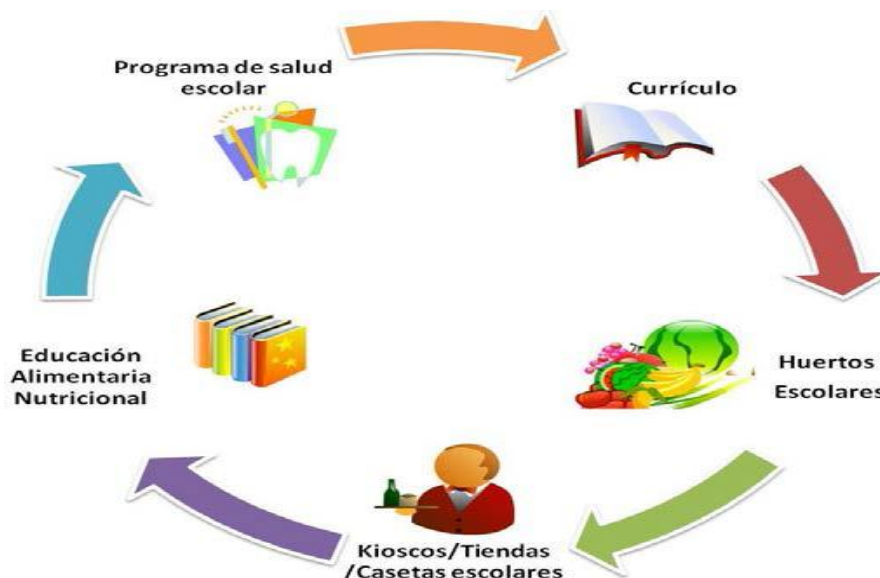 Programa de salud
escolar
Currículo
Huertos
Escolares
Kioscos/Tiendas
/Casetas escolares
Educación
Alimentaria
Nutricional